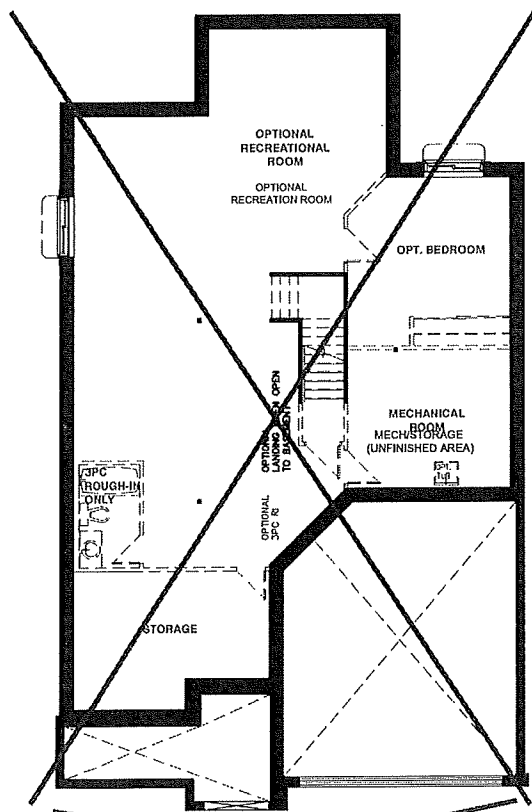 OPTIONAL
RECREATIONAL
ROOM
OPTIONAL
RECREATION ROOM
OPT. BEDROOM
OPTIONAL
LANDING OPEN
TO BASEMENT
MECHANICAL
ROOM
MECH/STORAGE
(UNFINISHED AREA)
3PC
ROUGH-IN
ONLY
OPTIONAL
3PC RI
STORAGE